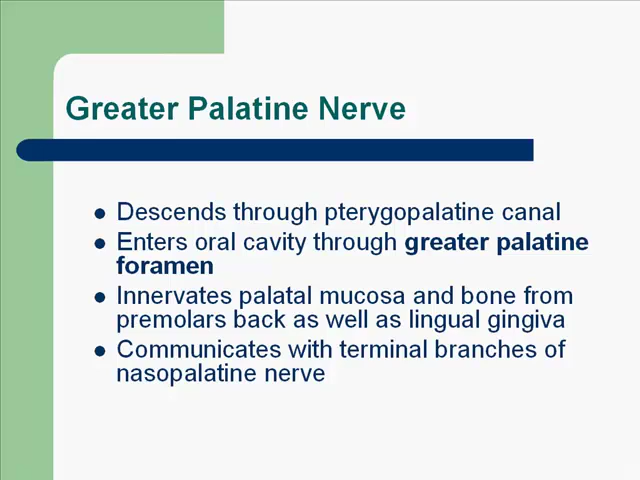 Greater Palatine Nerve
● Descends through pterygopalatine canal
● Enters oral cavity through greater palatine
foramen
● Innervates palatal mucosa and bone from
premolars back as well as lingual gingiva
● Communicates with terminal branches of
nasopalatine nerve